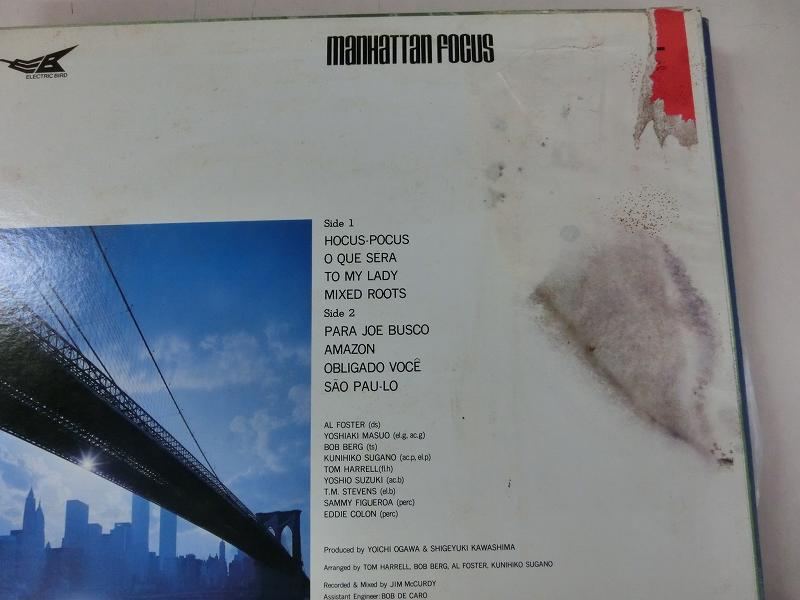 EB
ELECTRIC BIRD
manhattan focus
Side 1
HOCUS-POCUS
O QUE SERA
TO MY LADY
MIXED ROOTS
Side 2
PARA JOE BUSCO
AMAZON
OBLIGADO VOCÊ
SÃO PAU-LO
AL FOSTER (ds)
YOSHIAKI MASUO (el.g, ac.g)
BOB BERG (ts)
KUNIHIKO SUGANO (ac.p, el.p)
TOM HARRELL(fl.h)
YOSHIO SUZUKI (ac.b)
T.M. STEVENS (el.b)
SAMMY FIGUEROA (perc)
EDDIE COLON (perc)
Produced by YOICHI OGAWA & SHIGEYUKI KAWASHIMA
Arranged by TOM HARRELL, BOB BERG, AL FOSTER, KUNIHIKO SUGANO
Recorded & Mixed by JIM McCURDY
Assistant Engineer: BOB DE CARO